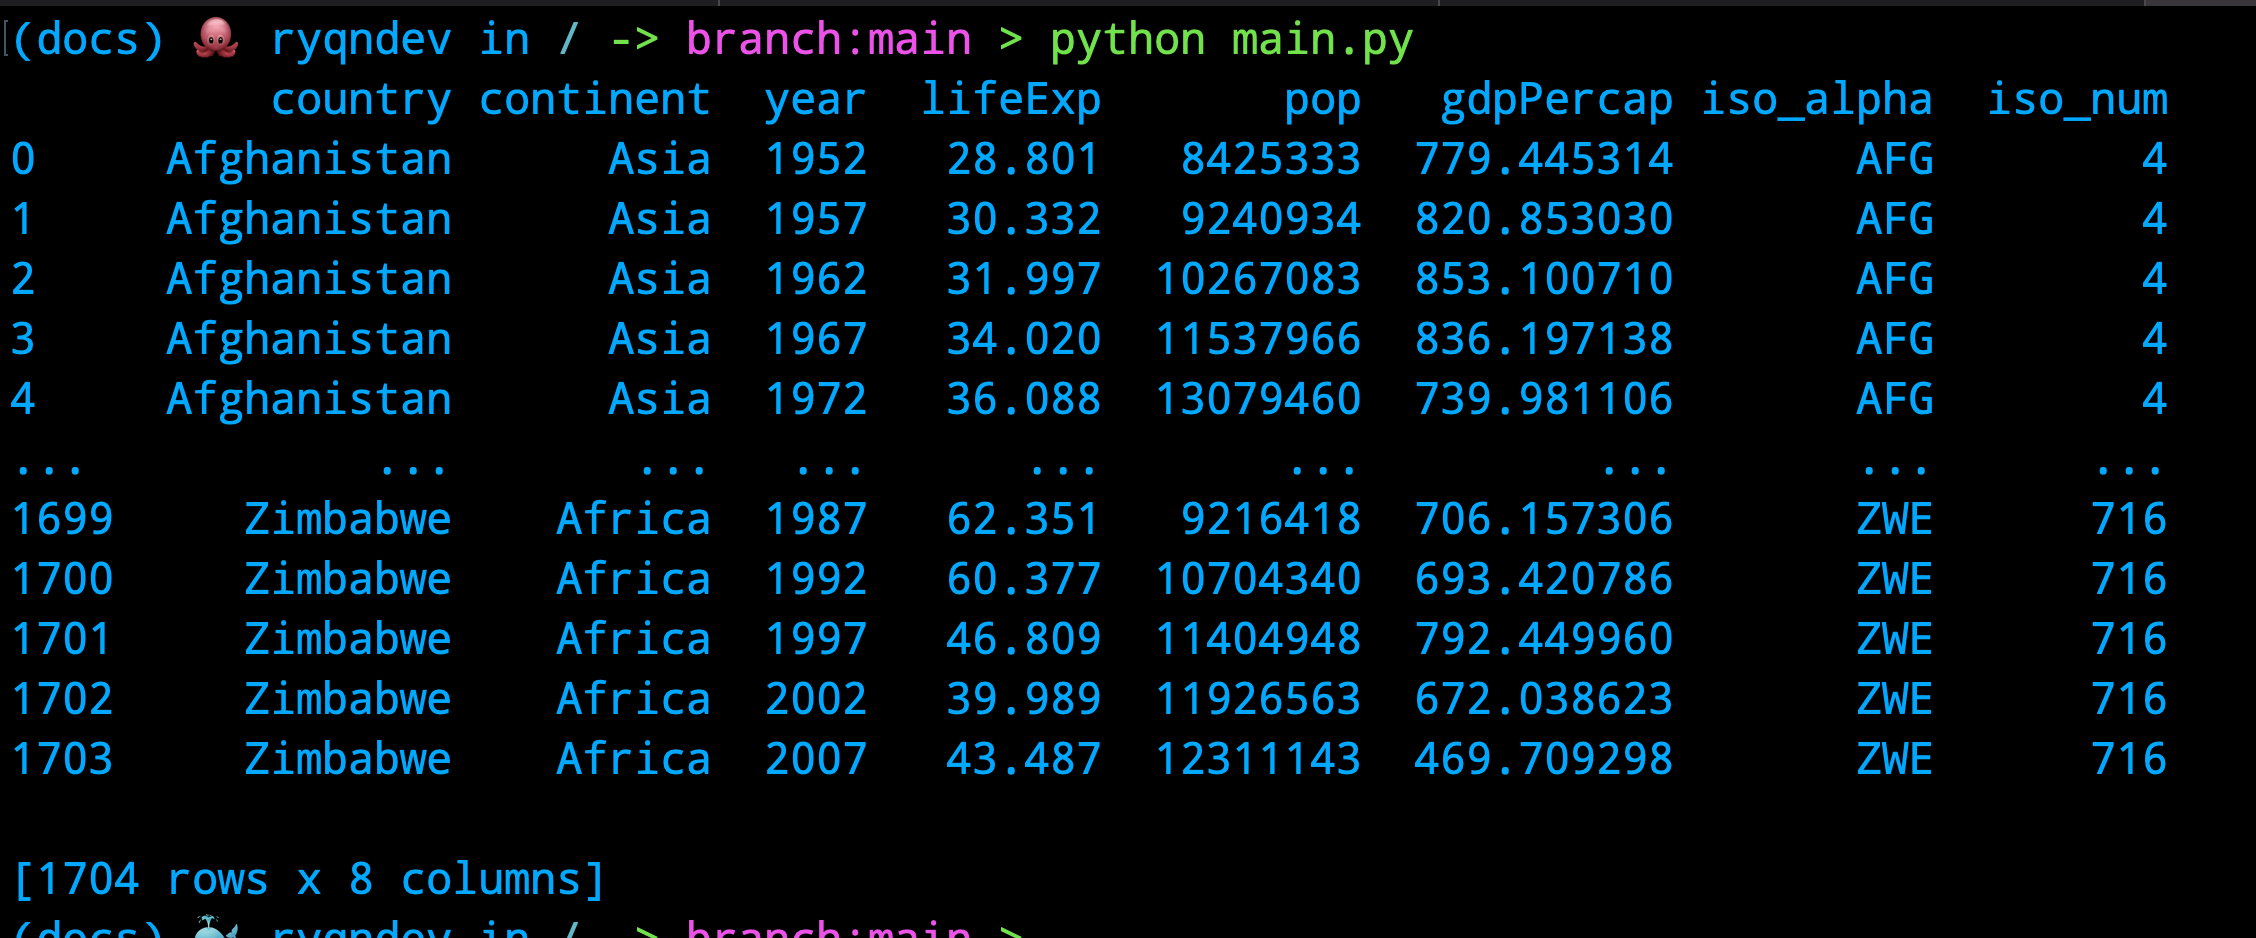 (docs) 🐙 ryqndev in / -> branch:main > python main.py
country continent year lifeExp pop gdpPercap iso_alpha iso_num
0 Afghanistan Asia 1952 28.801 8425333 779.445314 AFG 4
1 Afghanistan Asia 1957 30.332 9240934 820.853030 AFG 4
2 Afghanistan Asia 1962 31.997 10267083 853.100710 AFG 4
3 Afghanistan Asia 1967 34.020 11537966 836.197138 AFG 4
4 Afghanistan Asia 1972 36.088 13079460 739.981106 AFG 4
... ... ... ... ... ... ... ... ...
1699 Zimbabwe Africa 1987 62.351 9216418 706.157306 ZWE 716
1700 Zimbabwe Africa 1992 60.377 10704340 693.420786 ZWE 716
1701 Zimbabwe Africa 1997 46.809 11404948 792.449960 ZWE 716
1702 Zimbabwe Africa 2002 39.989 11926563 672.038623 ZWE 716
1703 Zimbabwe Africa 2007 43.487 12311143 469.709298 ZWE 716
[1704 rows x 8 columns]
(docs) 🐳 ryqndev in / -> branch:main >